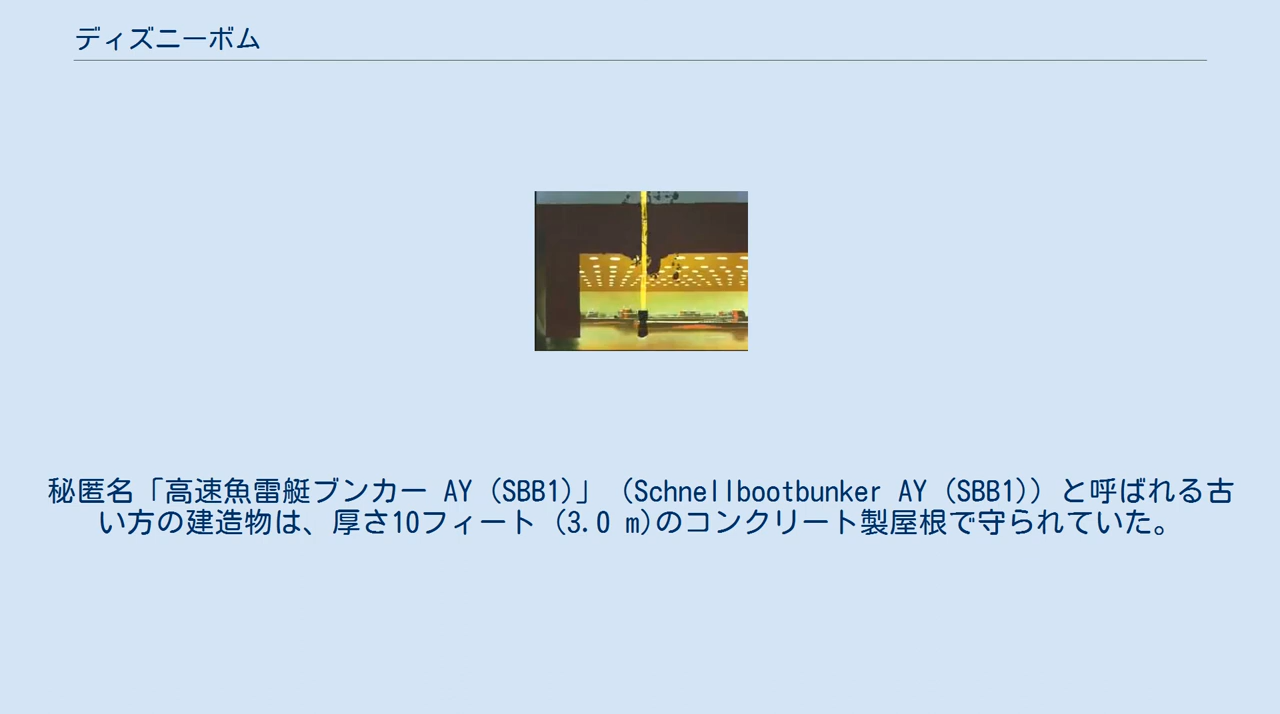 ディズニーボム
秘匿名「高速魚雷艇ブンカー AY (SBB1)」（Schnellbootbunker AY (SBB1)）と呼ばれる古
い方の建造物は、厚さ10フィート (3.0 m)のコンクリート製屋根で守られていた。